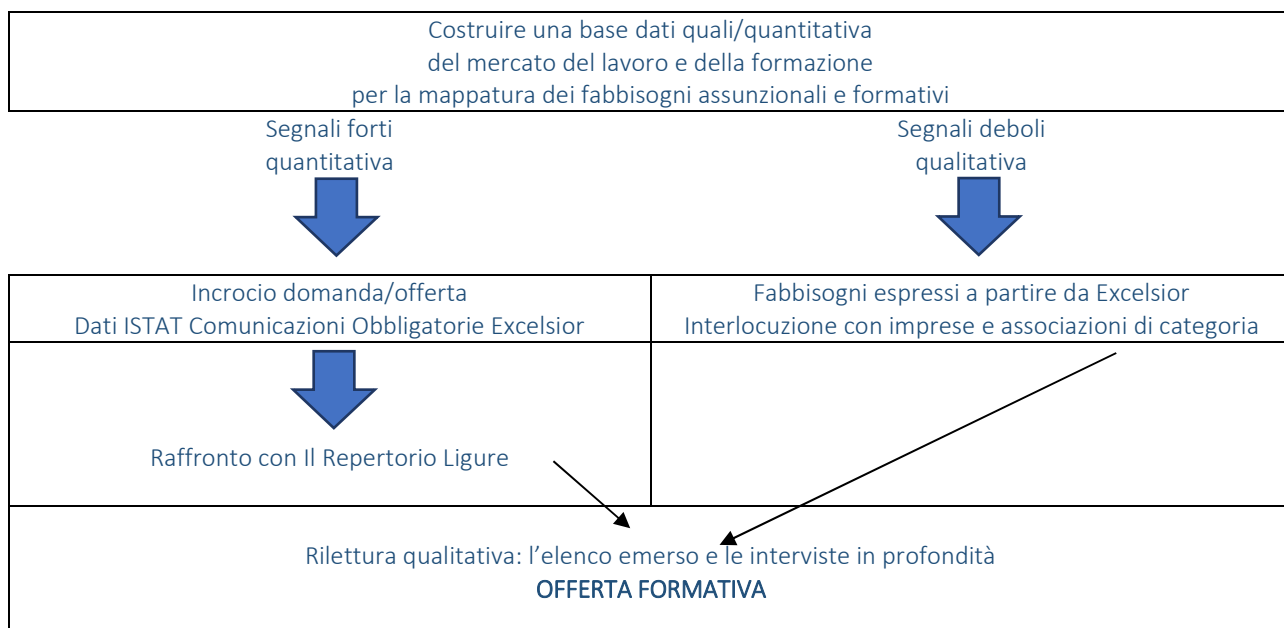 Costruire una base dati quali/quantitativa
del mercato del lavoro e della formazione
per la mappatura dei fabbisogni assunzionali e formativi
Segnali forti
quantitativa
Segnali deboli
qualitativa
Incrocio domanda/offerta
Dati ISTAT Comunicazioni Obbligatorie Excelsior
Fabbisogni espressi a partire da Excelsior
Interlocuzione con imprese e associazioni di categoria
Raffronto con Il Repertorio Ligure
Rilettura qualitativa: l’elenco emerso e le interviste in profondità
OFFERTA FORMATIVA